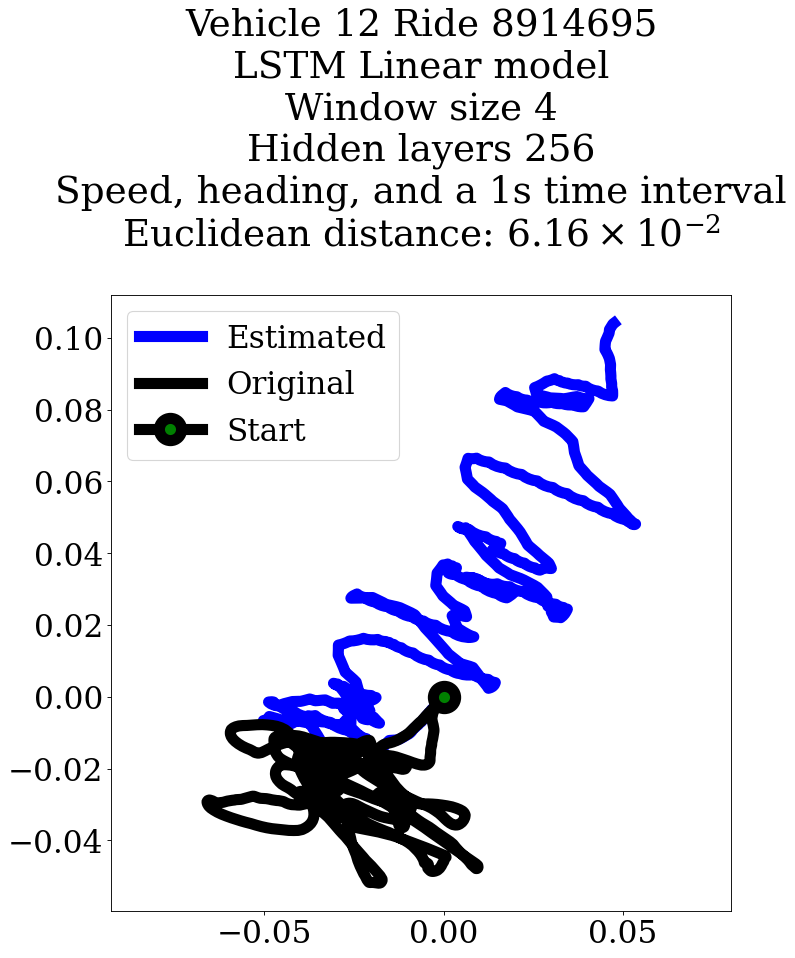 Vehicle 12 Ride 8914695
LSTM Linear model
Window size 4
Hidden layers 256
Speed, heading, and a 1s time interval
Euclidean distance: 6.16 × 10⁻²
Estimated
Original
Start
0.10
0.08
0.06
0.04
0.02
0.00
−0.02
−0.04
−0.05 0.00 0.05